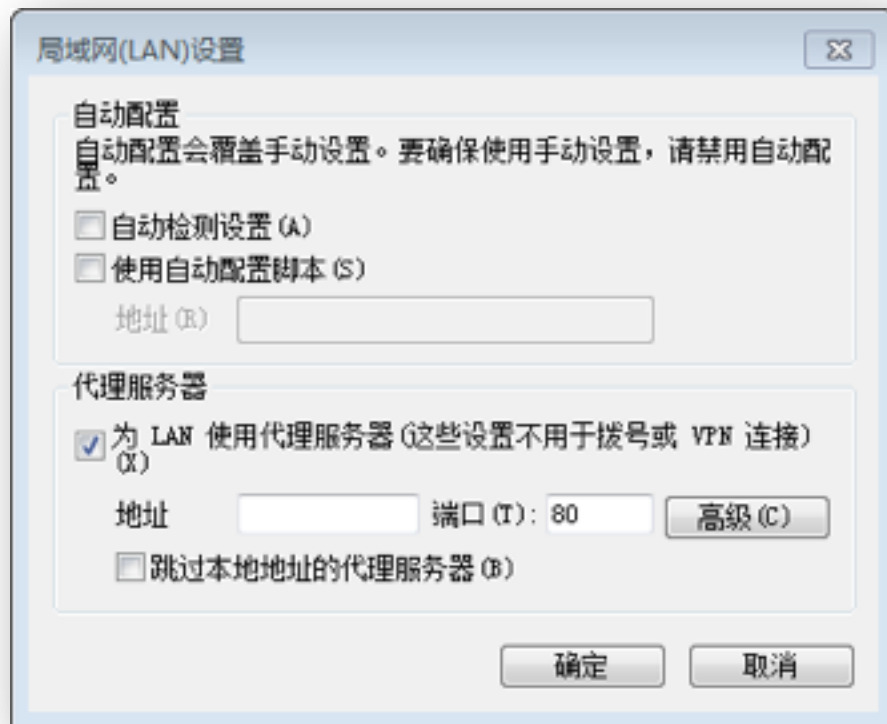 局域网(LAN)设置
自动配置
自动配置会覆盖手动设置。要确保使用手动设置，请禁用自动配
置。
自动检测设置(A)
使用自动配置脚本(S)
地址(R)
代理服务器
为 LAN 使用代理服务器(这些设置不用于拨号或 VPN 连接)
(X)
地址 端口(T): 80 高级(C)
跳过本地地址的代理服务器(B)
确定 取消